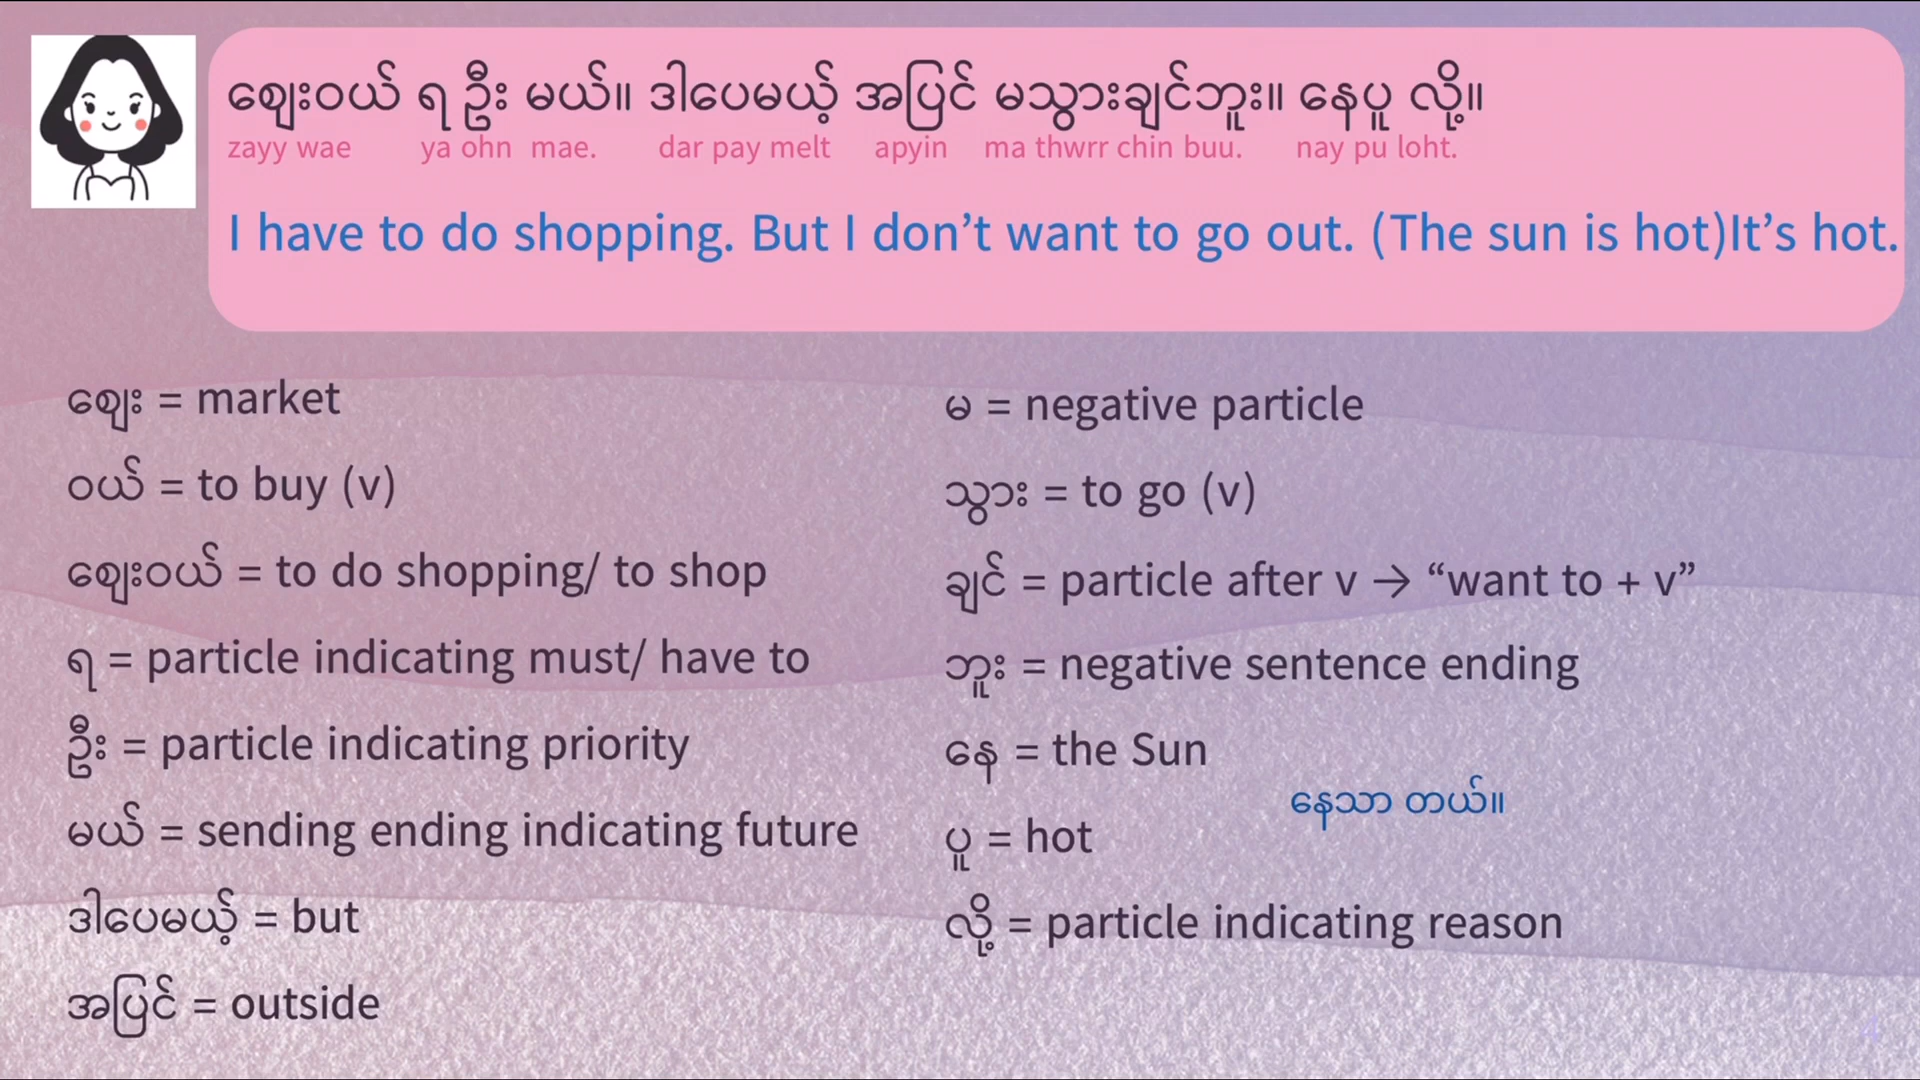 ဈေးဝယ် ရ ဦး မယ်။ ဒါပေမယ့် အပြင် မသွားချင်ဘူး။ နေပူ လို့။
zayy wae ya ohn mae. dar pay melt apyin ma thwrr chin buu. nay pu loht.
I have to do shopping. But I don’t want to go out. (The sun is hot)It’s hot.
ဈေး = market
ဝယ် = to buy (v)
ဈေးဝယ် = to do shopping/ to shop
ရ = particle indicating must/ have to
ဦး = particle indicating priority
မယ် = sending ending indicating future
ဒါပေမယ့် = but
အပြင် = outside
မ = negative particle
သွား = to go (v)
ချင် = particle after v → “want to + v”
ဘူး = negative sentence ending
နေ = the Sun
နေသာ တယ်။
ပူ = hot
လို့ = particle indicating reason